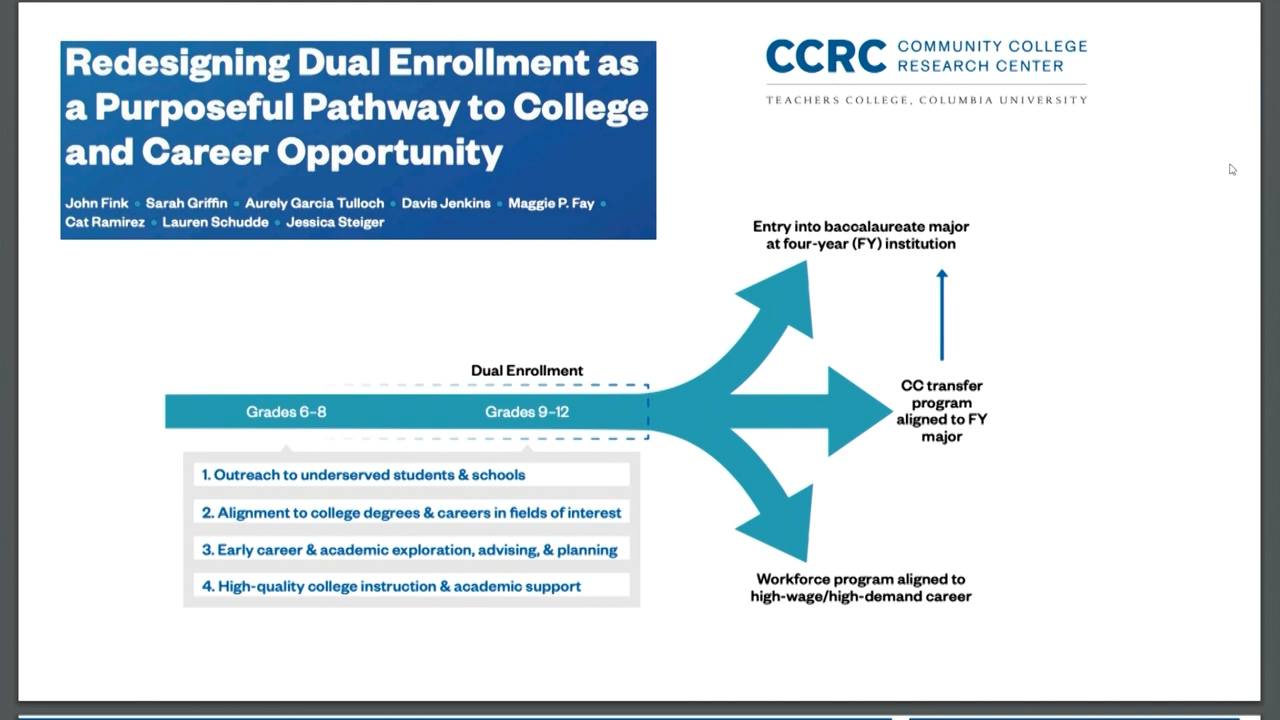 Redesigning Dual Enrollment as
a Purposeful Pathway to College
and Career Opportunity
John Fink • Sarah Griffin • Aurely Garcia Tulloch • Davis Jenkins • Maggie P. Fay •
Cat Ramirez • Lauren Schudde • Jessica Steiger
CCRC COMMUNITY COLLEGE
RESEARCH CENTER
TEACHERS COLLEGE, COLUMBIA UNIVERSITY
Entry into baccalaureate major
at four-year (FY) institution
Dual Enrollment
Grades 6–8
Grades 9–12
CC transfer
program
aligned to FY
major
1. Outreach to underserved students & schools
2. Alignment to college degrees & careers in fields of interest
3. Early career & academic exploration, advising, & planning
4. High-quality college instruction & academic support
Workforce program aligned to
high-wage/high-demand career